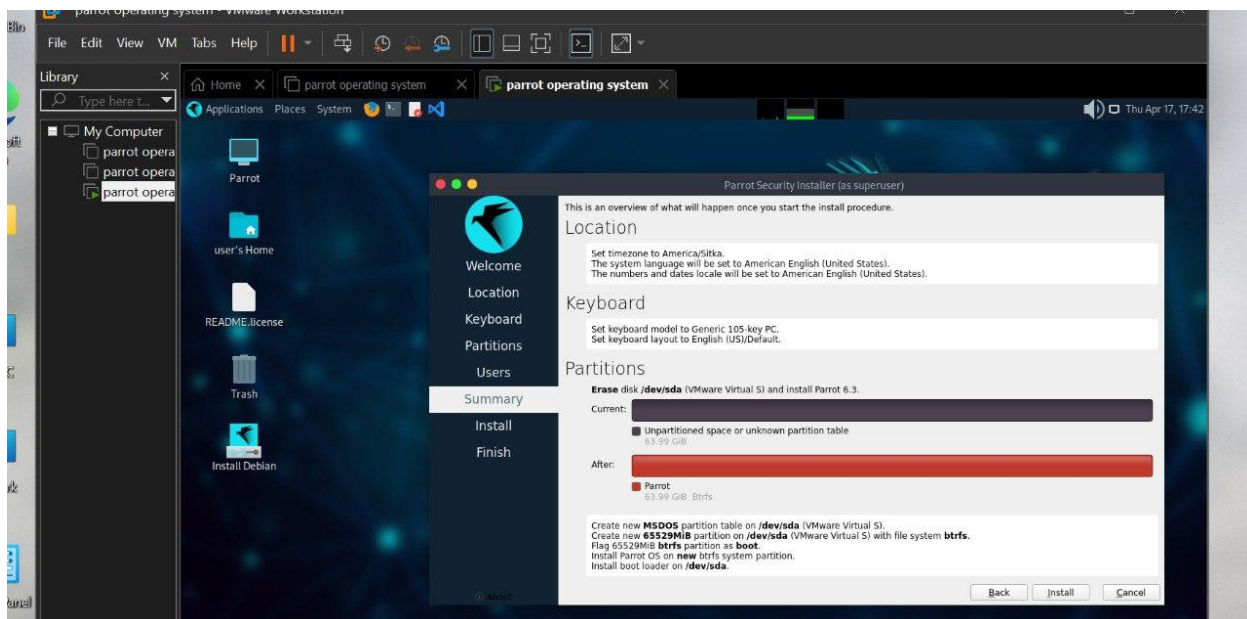 Bin
parrot operating system - VMware Workstation
File Edit View VM Tabs Help
Library
Type here t...
Home
parrot operating system
parrot operating system
Applications Places System
Thu Apr 17, 17:42
My Computer
parrot opera
parrot opera
parrot opera
Parrot
user's Home
README.license
Trash
Install Debian
Parrot Security Installer (as superuser)
Welcome
Location
Keyboard
Partitions
Users
Summary
Install
Finish
About
This is an overview of what will happen once you start the install procedure.
Location
Set timezone to America/Sitka.
The system language will be set to American English (United States).
The numbers and dates locale will be set to American English (United States).
Keyboard
Set keyboard model to Generic 105-key PC.
Set keyboard layout to English (US)/Default.
Partitions
Erase disk /dev/sda (VMware Virtual S) and install Parrot 6.3.
Current:
Unpartitioned space or unknown partition table
63.99 GiB
After:
Parrot
63.99 GiB Btrfs
Create new MSDOS partition table on /dev/sda (VMware Virtual S).
Create new 65529MiB partition on /dev/sda (VMware Virtual S) with file system btrfs.
Flag 65529MiB btrfs partition as boot.
Install Parrot OS on new btrfs system partition.
Install boot loader on /dev/sda.
Back Install Cancel